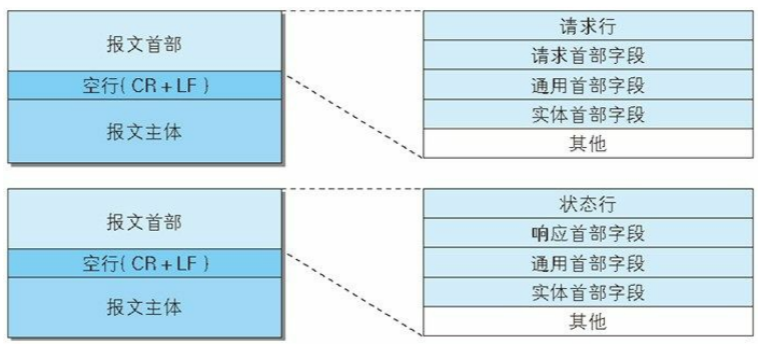 报文首部
空行( CR + LF )
报文主体
请求行
请求首部字段
通用首部字段
实体首部字段
其他
报文首部
空行( CR + LF )
报文主体
状态行
响应首部字段
通用首部字段
实体首部字段
其他